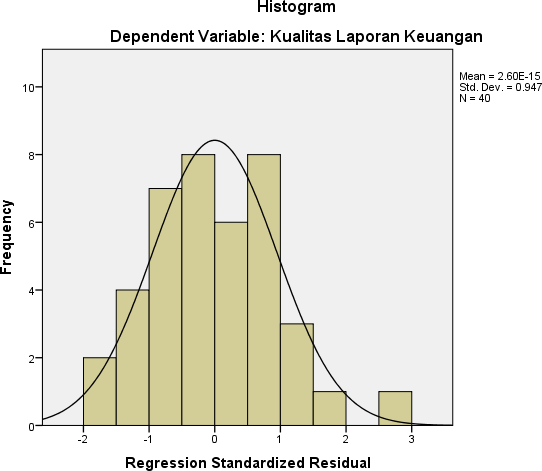 Histogram
Dependent Variable: Kualitas Laporan Keuangan
Mean = 2.60E-15
Std. Dev. = 0.947
N = 40
Frequency
10
8
6
4
2
0
-2 -1 0 1 2 3
Regression Standardized Residual